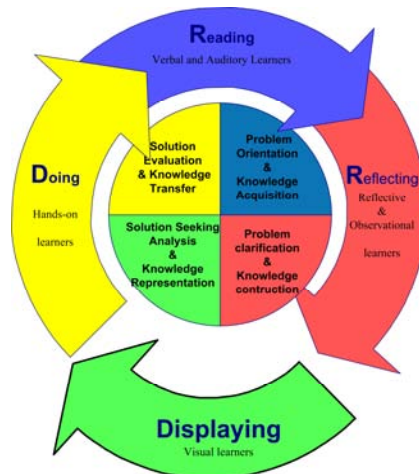 Reading
Verbal and Auditory Learners
Reflecting
Reflective
&
Observational
learners
Displaying
Visual learners
Doing
Hands-on
learners
Solution
Evaluation
& Knowledge
Transfer
Problem
Orientation
&
Knowledge
Acquisition
Solution Seeking
Analysis
&
Knowledge
Representation
Problem
clarification
&
Knowledge
contruction